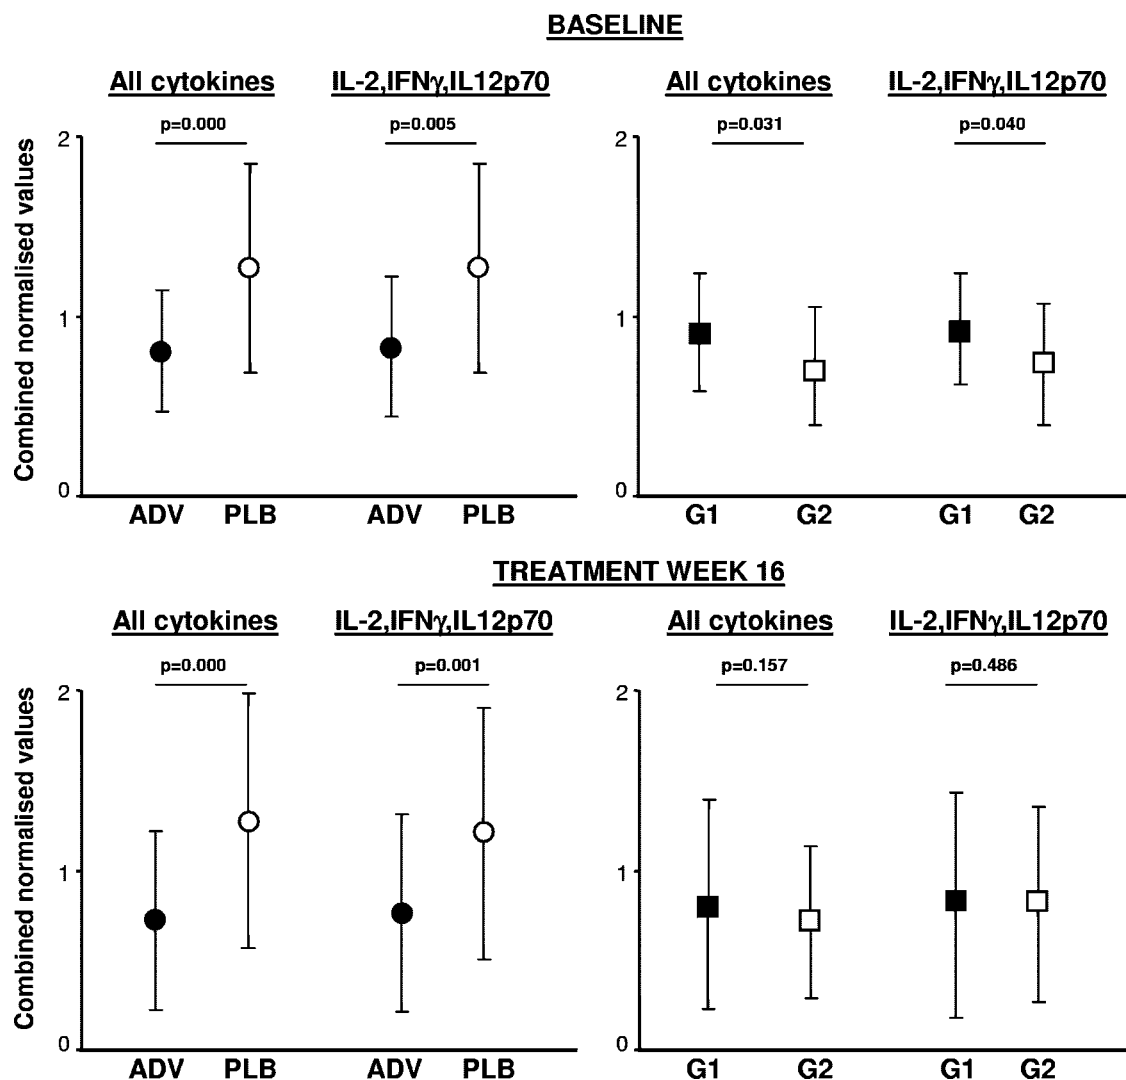 BASELINE
All cytokines IL-2,IFNγ,IL12p70 All cytokines IL-2,IFNγ,IL12p70
p=0.000 p=0.005 p=0.031 p=0.040
Combined normalised values
2 2
1 1
0 0
ADV PLB ADV PLB G1 G2 G1 G2
TREATMENT WEEK 16
All cytokines IL-2,IFNγ,IL12p70 All cytokines IL-2,IFNγ,IL12p70
p=0.000 p=0.001 p=0.157 p=0.486
Combined normalised values
2 2
1 1
0 0
ADV PLB ADV PLB G1 G2 G1 G2